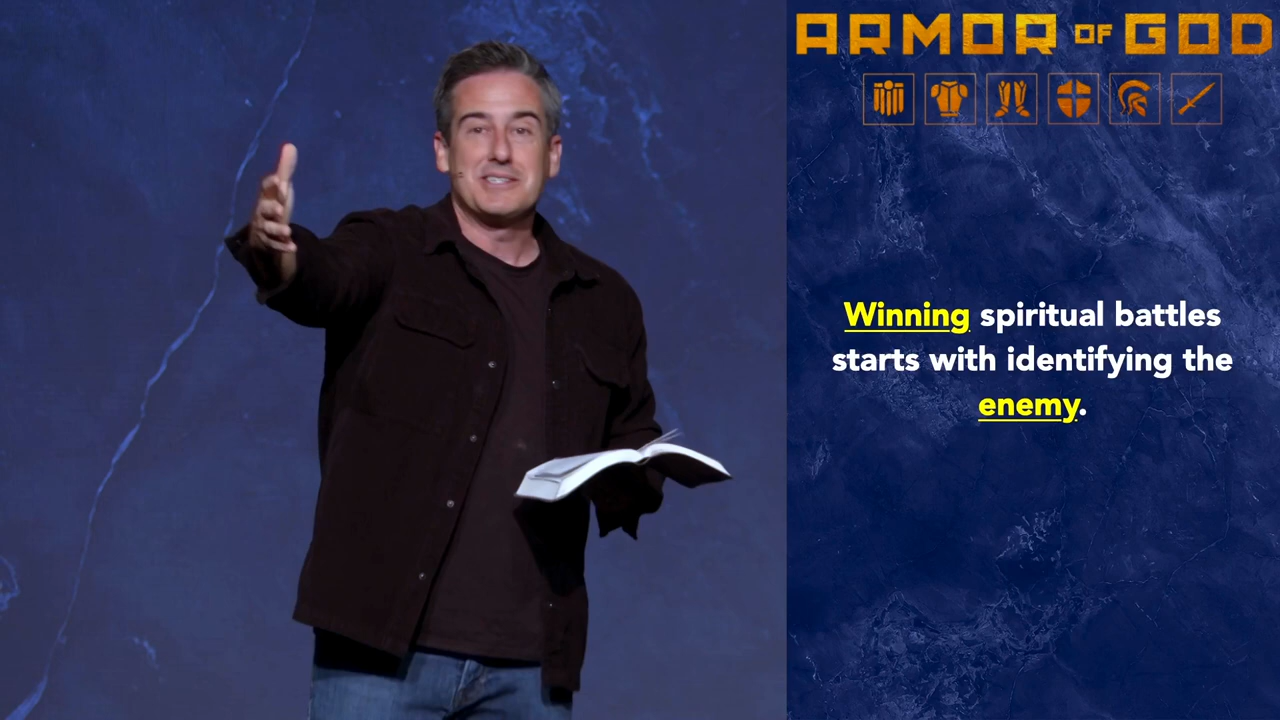 ARMOR OF GOD
Winning spiritual battles
starts with identifying the
enemy.